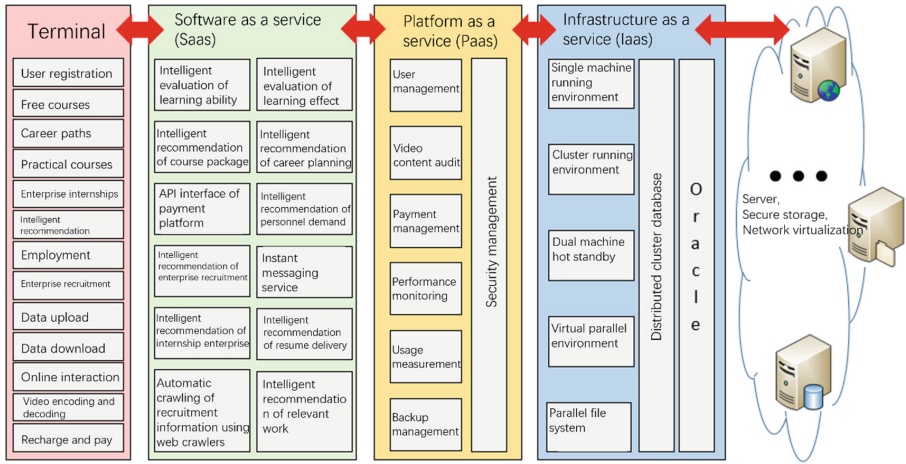 Terminal
User registration
Free courses
Career paths
Practical courses
Enterprise internships
Intelligent
recommendation
Employment
Enterprise recruitment
Data upload
Data download
Online interaction
Video encoding and
decoding
Recharge and pay
Software as a service
(Saas)
Intelligent
evaluation of
learning ability
Intelligent
evaluation of
learning effect
Intelligent
recommendation
of course package
Intelligent
recommendation
of career planning
API interface of
payment
platform
Intelligent
recommendation of
personnel demand
Intelligent
recommendation of
enterprise recruitment
Instant
messaging
service
Intelligent
recommendation of
internship enterprise
Intelligent
recommendation
of resume delivery
Automatic
crawling of
recruitment
information using
web crawlers
Intelligent
recommendatio
n of relevant
work
Platform as a
service (Paas)
User
management
Video
content audit
Payment
management
Performance
monitoring
Usage
measurement
Backup
management
Security management
Infrastructure as a
service (Iaas)
Single machine
running
environment
Cluster running
environment
Dual machine
hot standby
Virtual parallel
environment
Parallel file
system
Distributed cluster database
Oracle
Server,
Secure storage,
Network virtualization